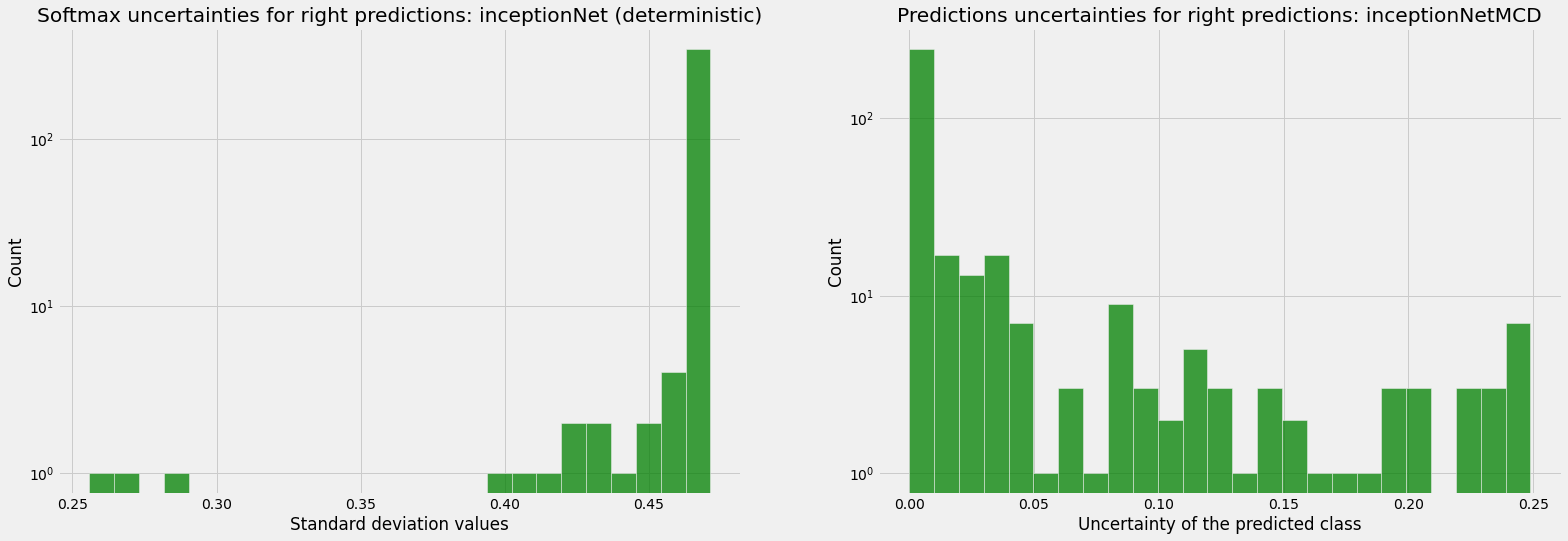 Softmax uncertainties for right predictions: inceptionNet (deterministic)
Count
10²
10¹
10⁰
0.25 0.30 0.35 0.40 0.45
Standard deviation values
Predictions uncertainties for right predictions: inceptionNetMCD
Count
10²
10¹
10⁰
0.00 0.05 0.10 0.15 0.20 0.25
Uncertainty of the predicted class